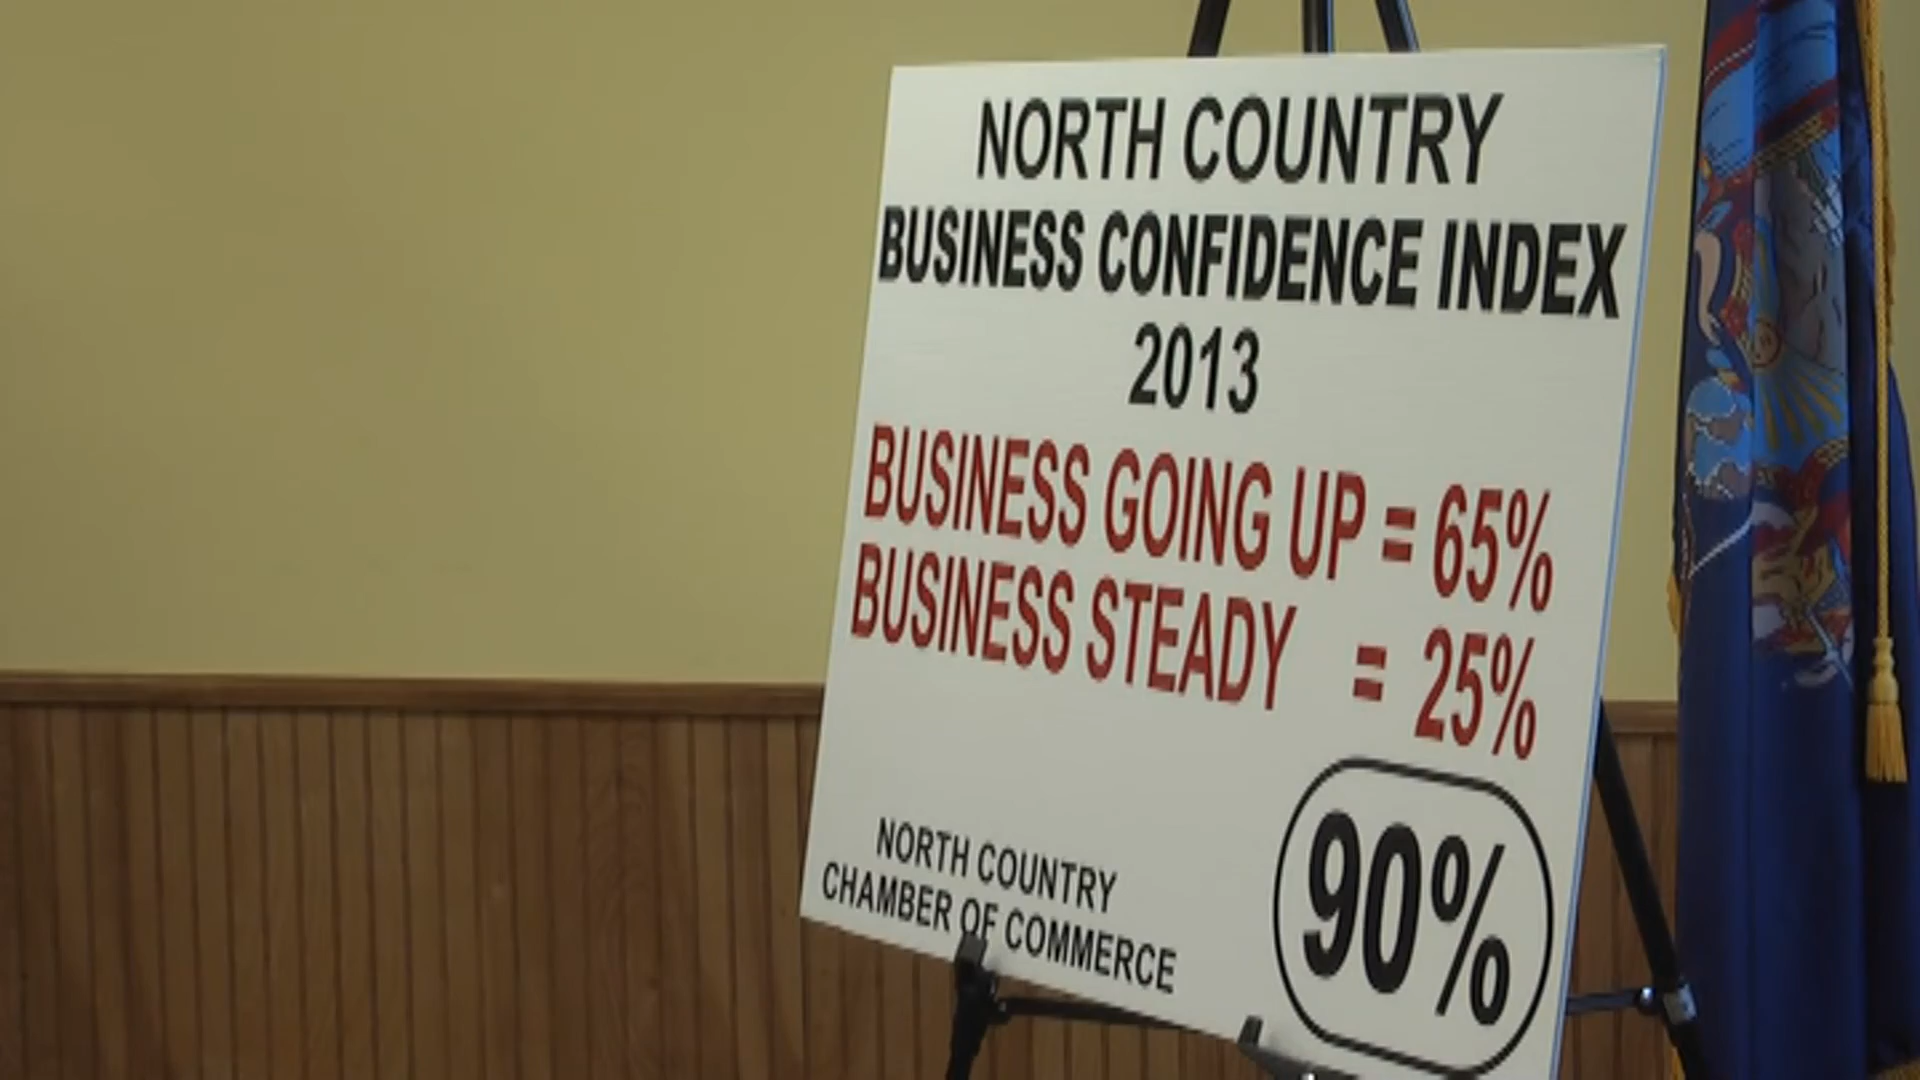 NORTH COUNTRY
BUSINESS CONFIDENCE INDEX
2013
BUSINESS GOING UP = 65%
BUSINESS STEADY = 25%
90%
NORTH COUNTRY
CHAMBER OF COMMERCE